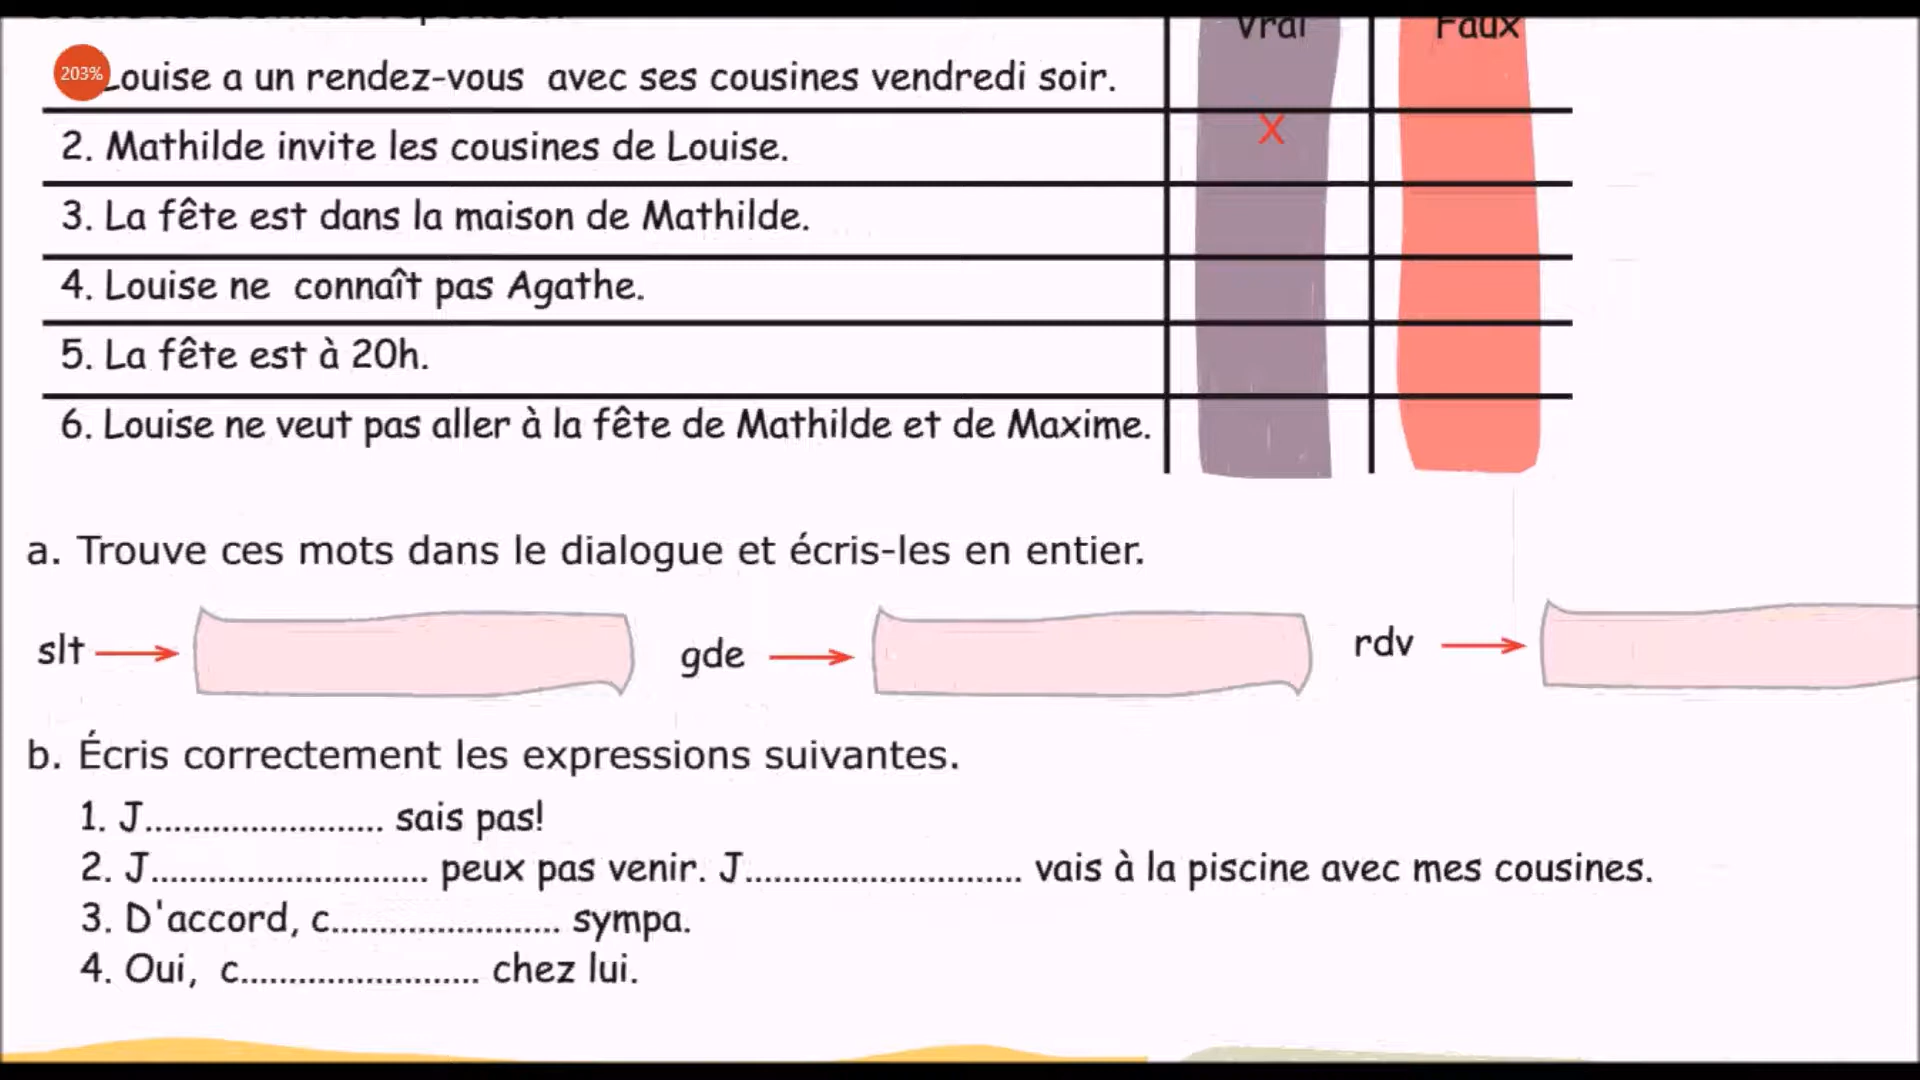 Vrai Faux
203% Louise a un rendez-vous avec ses cousines vendredi soir.
2. Mathilde invite les cousines de Louise. X
3. La fête est dans la maison de Mathilde.
4. Louise ne connaît pas Agathe.
5. La fête est à 20h.
6. Louise ne veut pas aller à la fête de Mathilde et de Maxime.
a. Trouve ces mots dans le dialogue et écris-les en entier.
slt gde rdv
b. Écris correctement les expressions suivantes.
1. J......................... sais pas!
2. J............................. peux pas venir. J............................. vais à la piscine avec mes cousines.
3. D'accord, c........................ sympa.
4. Oui, c......................... chez lui.